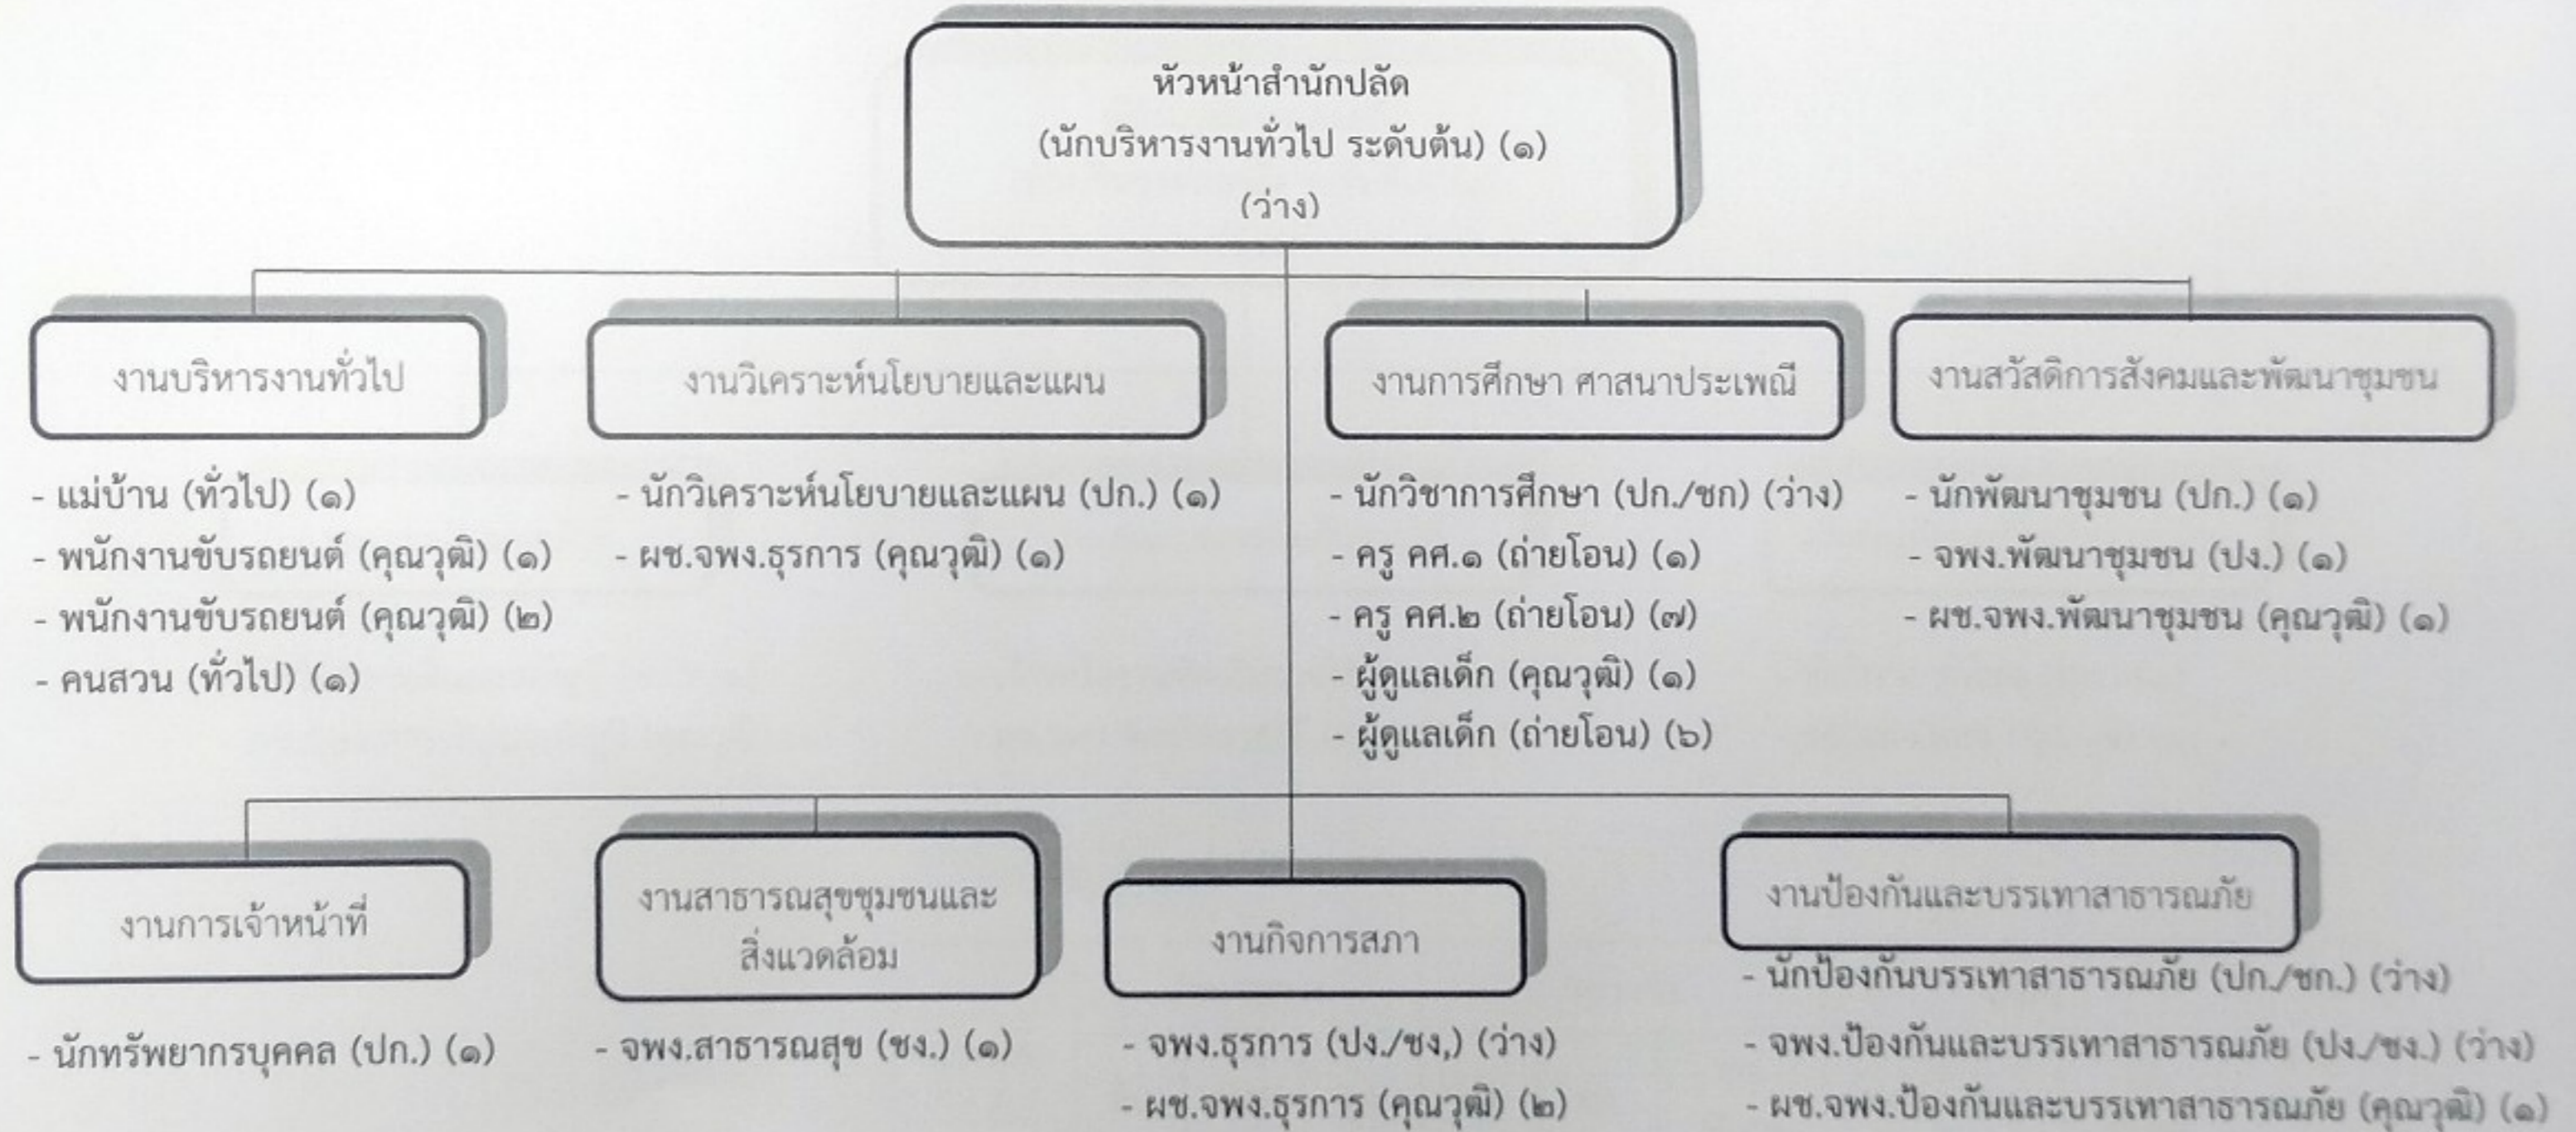 หัวหน้าสำนักปลัด
(นักบริหารงานทั่วไป ระดับต้น) (๑)
(ว่าง)
งานบริหารงานทั่วไป
- แม่บ้าน (ทั่วไป) (๑)
- พนักงานขับรถยนต์ (คุณวุฒิ) (๑)
- พนักงานขับรถยนต์ (คุณวุฒิ) (๒)
- คนสวน (ทั่วไป) (๑)
งานวิเคราะห์นโยบายและแผน
- นักวิเคราะห์นโยบายและแผน (ปก.) (๑)
- ผช.จพง.ธุรการ (คุณวุฒิ) (๑)
งานการศึกษา ศาสนาประเพณี
- นักวิชาการศึกษา (ปก./ชก) (ว่าง)
- ครู คศ.๑ (ถ่ายโอน) (๑)
- ครู คศ.๒ (ถ่ายโอน) (๗)
- ผู้ดูแลเด็ก (คุณวุฒิ) (๑)
- ผู้ดูแลเด็ก (ถ่ายโอน) (๖)
งานสวัสดิการสังคมและพัฒนาชุมชน
- นักพัฒนาชุมชน (ปก.) (๑)
- จพง.พัฒนาชุมชน (ปง.) (๑)
- ผช.จพง.พัฒนาชุมชน (คุณวุฒิ) (๑)
งานการเจ้าหน้าที่
- นักทรัพยากรบุคคล (ปก.) (๑)
งานสาธารณสุขชุมชนและ
สิ่งแวดล้อม
- จพง.สาธารณสุข (ชง.) (๑)
งานกิจการสภา
- จพง.ธุรการ (ปง./ชง,) (ว่าง)
- ผช.จพง.ธุรการ (คุณวุฒิ) (๒)
งานป้องกันและบรรเทาสาธารณภัย
- นักป้องกันบรรเทาสาธารณภัย (ปก./ชก.) (ว่าง)
- จพง.ป้องกันและบรรเทาสาธารณภัย (ปง./ชง.) (ว่าง)
- ผช.จพง.ป้องกันและบรรเทาสาธารณภัย (คุณวุฒิ) (๑)